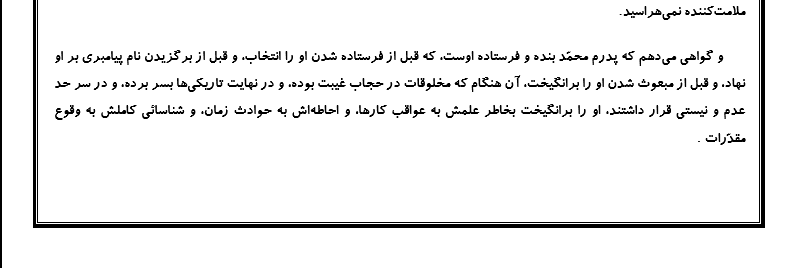 ملامت‌کننده نمی‌هراسید.
و گواهی می‌دهم که پدرم محمّد بنده و فرستاده اوست، که قبل از فرستاده شدن او را انتخاب، و قبل از برگزیدن نام پیامبری بر او
نهاد، و قبل از مبعوث شدن او را برانگیخت، آن هنگام که مخلوقات در حجاب غیبت بوده، و در نهایت تاریکی‌ها بسر برده، و در سر حد
عدم و نیستی قرار داشتند، او را برانگیخت بخاطر علمش به عواقب کارها، و احاطه‌اش به حوادث زمان، و شناسائی کاملش به وقوع
مقدّرات .